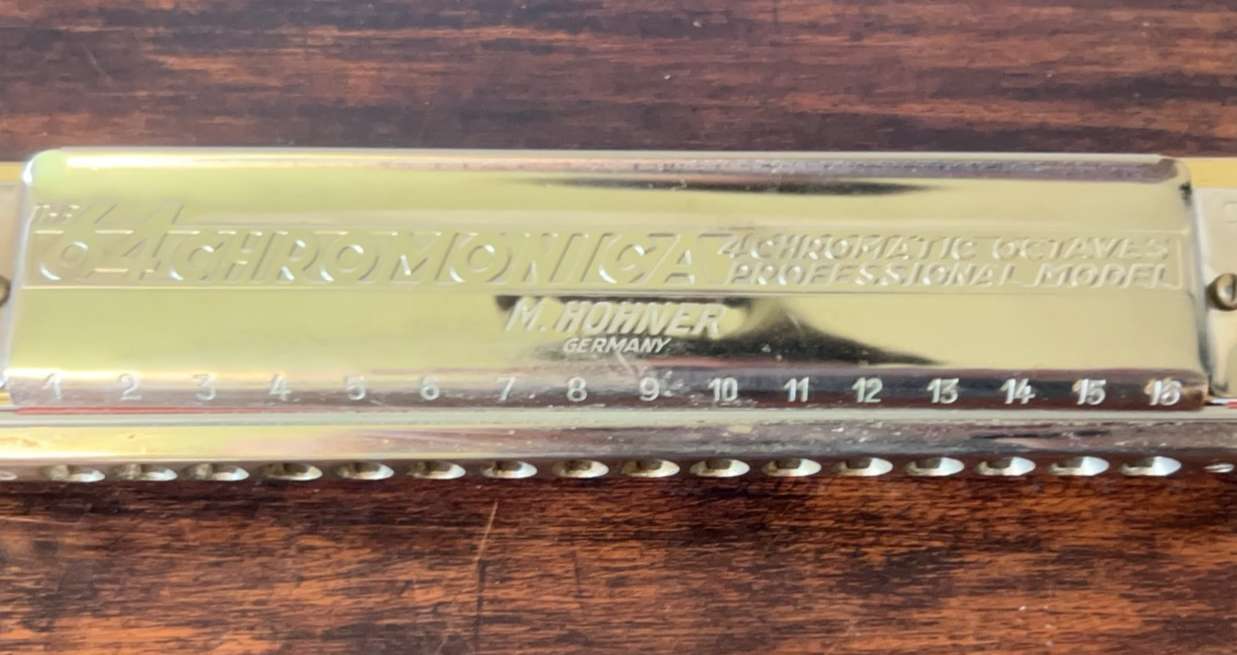 THE 64 CHROMONICA
4 CHROMATIC OCTAVES
PROFESSIONAL MODEL
M. HOHNER
GERMANY
1 2 3 4 5 6 7 8 9 10 11 12 13 14 15 16